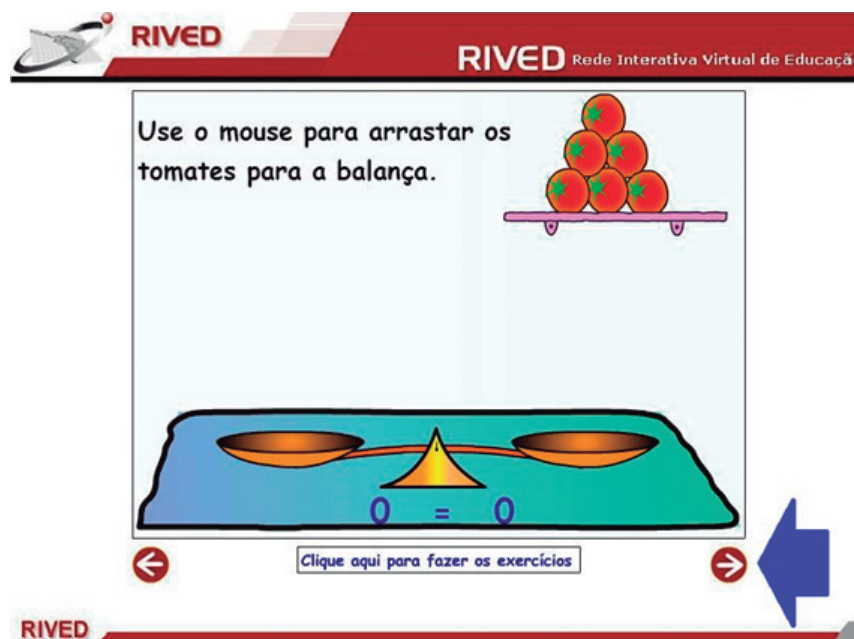 RIVED
RIVED Rede Interativa Virtual de Educaçã
Use o mouse para arrastar os
tomates para a balança.
0 = 0
Clique aqui para fazer os exercícios
RIVED